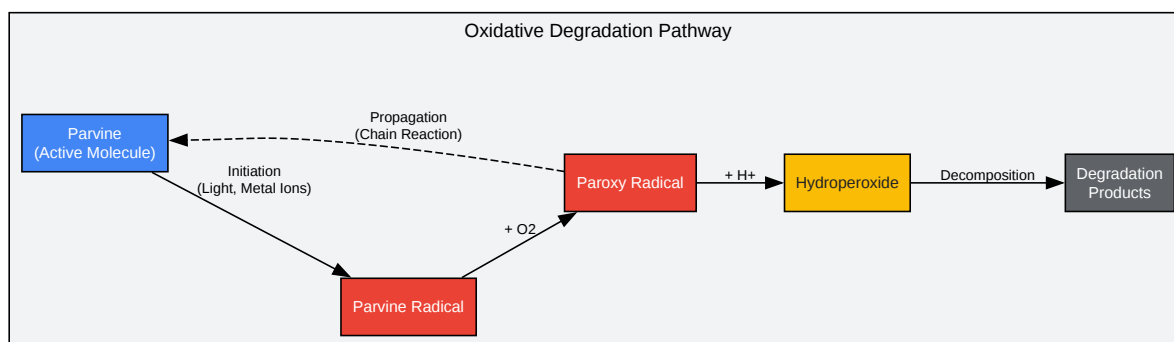 Oxidative Degradation Pathway
Parvine
(Active Molecule)
Propagation
(Chain Reaction)
Initiation
(Light, Metal Ions)
Parvine Radical
+ O2
Paroxy Radical
+ H+
Hydroperoxide
Decomposition
Degradation
Products